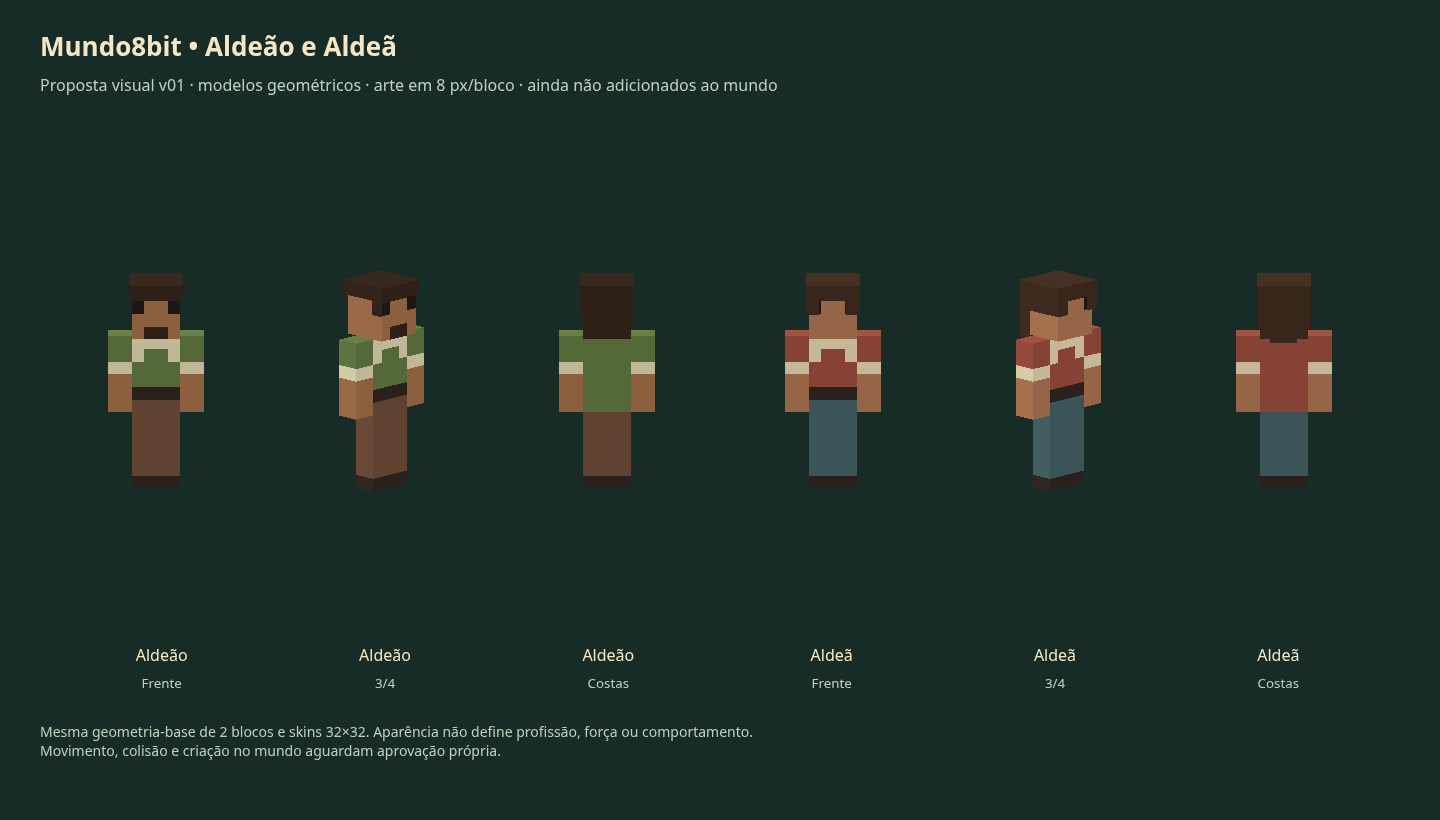 Mundo8bit • Aldeão e Aldeã
Proposta visual v01 · modelos geométricos · arte em 8 px/bloco · ainda não adicionados ao mundo
Aldeão
Frente
Aldeão
3/4
Aldeão
Costas
Aldeã
Frente
Aldeã
3/4
Aldeã
Costas
Mesma geometria-base de 2 blocos e skins 32×32. Aparência não define profissão, força ou comportamento.
Movimento, colisão e criação no mundo aguardam aprovação própria.